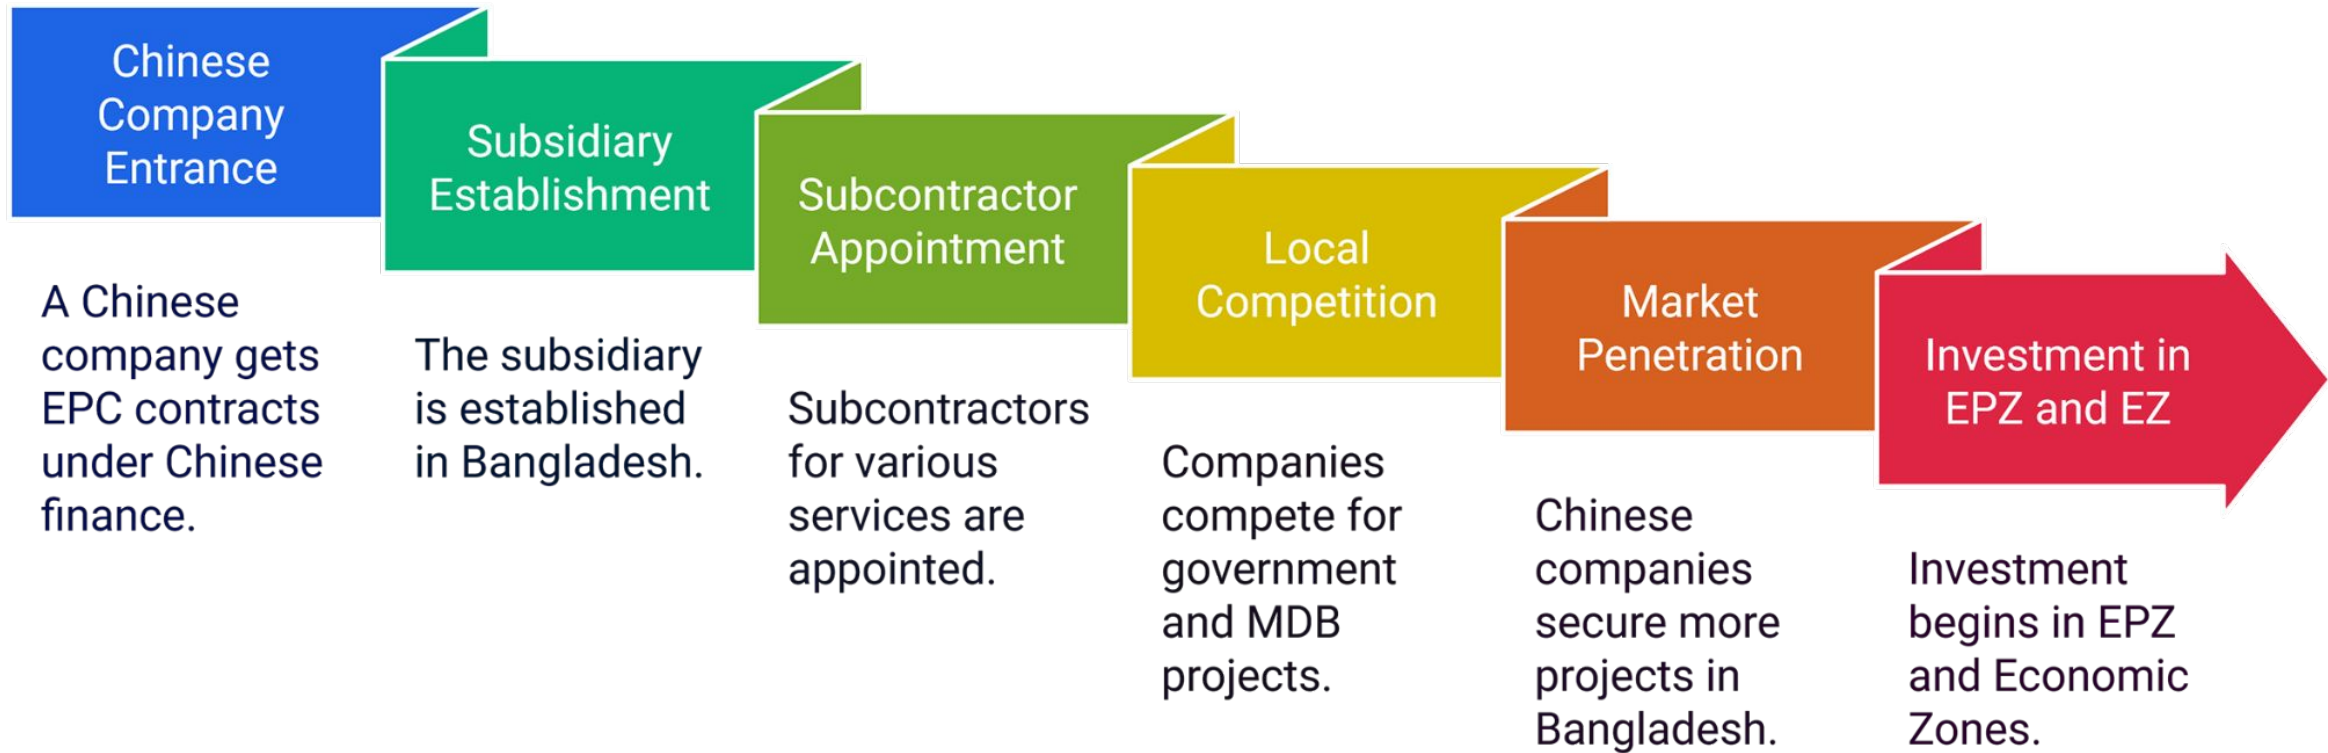 Chinese
Company
Entrance
A Chinese
company gets
EPC contracts
under Chinese
finance.
Subsidiary
Establishment
The subsidiary
is established
in Bangladesh.
Subcontractor
Appointment
Subcontractors
for various
services are
appointed.
Local
Competition
Companies
compete for
government
and MDB
projects.
Market
Penetration
Chinese
companies
secure more
projects in
Bangladesh.
Investment in
EPZ and EZ
Investment
begins in EPZ
and Economic
Zones.